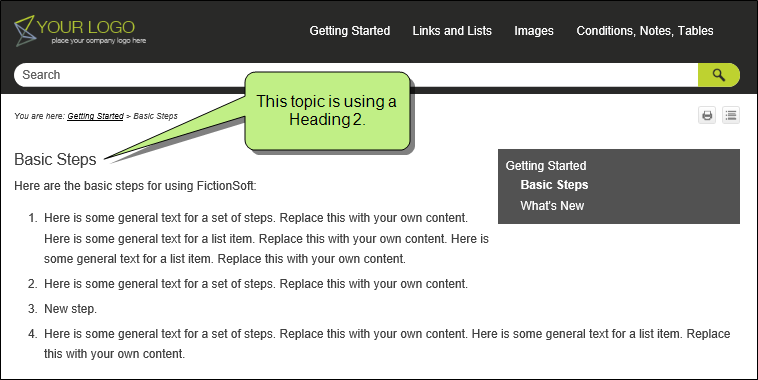 YOUR LOGO
place your company logo here
Getting Started Links and Lists Images Conditions, Notes, Tables
Search
This topic is using a
Heading 2.
You are here: Getting Started > Basic Steps
Basic Steps
Here are the basic steps for using FictionSoft:
1. Here is some general text for a set of steps. Replace this with your own content.
Here is some general text for a list item. Replace this with your own content. Here is
some general text for a list item. Replace this with your own content.
2. Here is some general text for a set of steps. Replace this with your own content.
3. New step.
4. Here is some general text for a set of steps. Replace this with your own content. Here is some general text for a list item. Replace
this with your own content.
Getting Started
Basic Steps
What's New